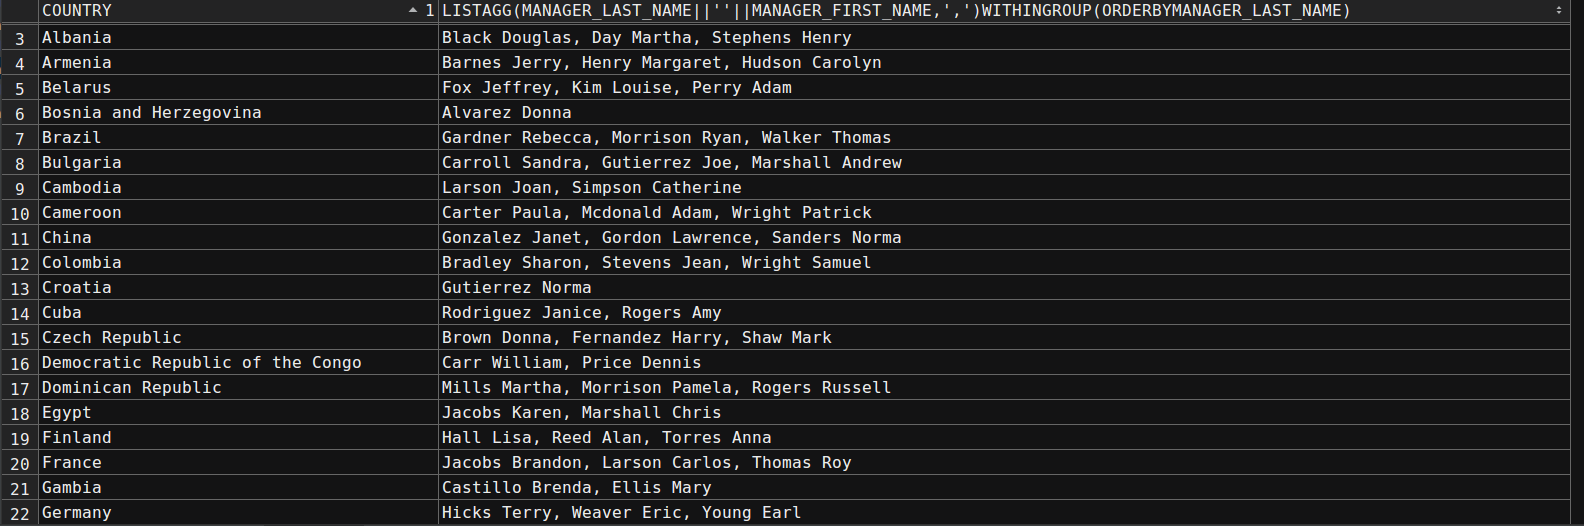 COUNTRY 1 LISTAGG(MANAGER_LAST_NAME||''||MANAGER_FIRST_NAME,',')WITHINGROUP(ORDERBYMANAGER_LAST_NAME)
3 Albania Black Douglas, Day Martha, Stephens Henry
4 Armenia Barnes Jerry, Henry Margaret, Hudson Carolyn
5 Belarus Fox Jeffrey, Kim Louise, Perry Adam
6 Bosnia and Herzegovina Alvarez Donna
7 Brazil Gardner Rebecca, Morrison Ryan, Walker Thomas
8 Bulgaria Carroll Sandra, Gutierrez Joe, Marshall Andrew
9 Cambodia Larson Joan, Simpson Catherine
10 Cameroon Carter Paula, Mcdonald Adam, Wright Patrick
11 China Gonzalez Janet, Gordon Lawrence, Sanders Norma
12 Colombia Bradley Sharon, Stevens Jean, Wright Samuel
13 Croatia Gutierrez Norma
14 Cuba Rodriguez Janice, Rogers Amy
15 Czech Republic Brown Donna, Fernandez Harry, Shaw Mark
16 Democratic Republic of the Congo Carr William, Price Dennis
17 Dominican Republic Mills Martha, Morrison Pamela, Rogers Russell
18 Egypt Jacobs Karen, Marshall Chris
19 Finland Hall Lisa, Reed Alan, Torres Anna
20 France Jacobs Brandon, Larson Carlos, Thomas Roy
21 Gambia Castillo Brenda, Ellis Mary
22 Germany Hicks Terry, Weaver Eric, Young Earl